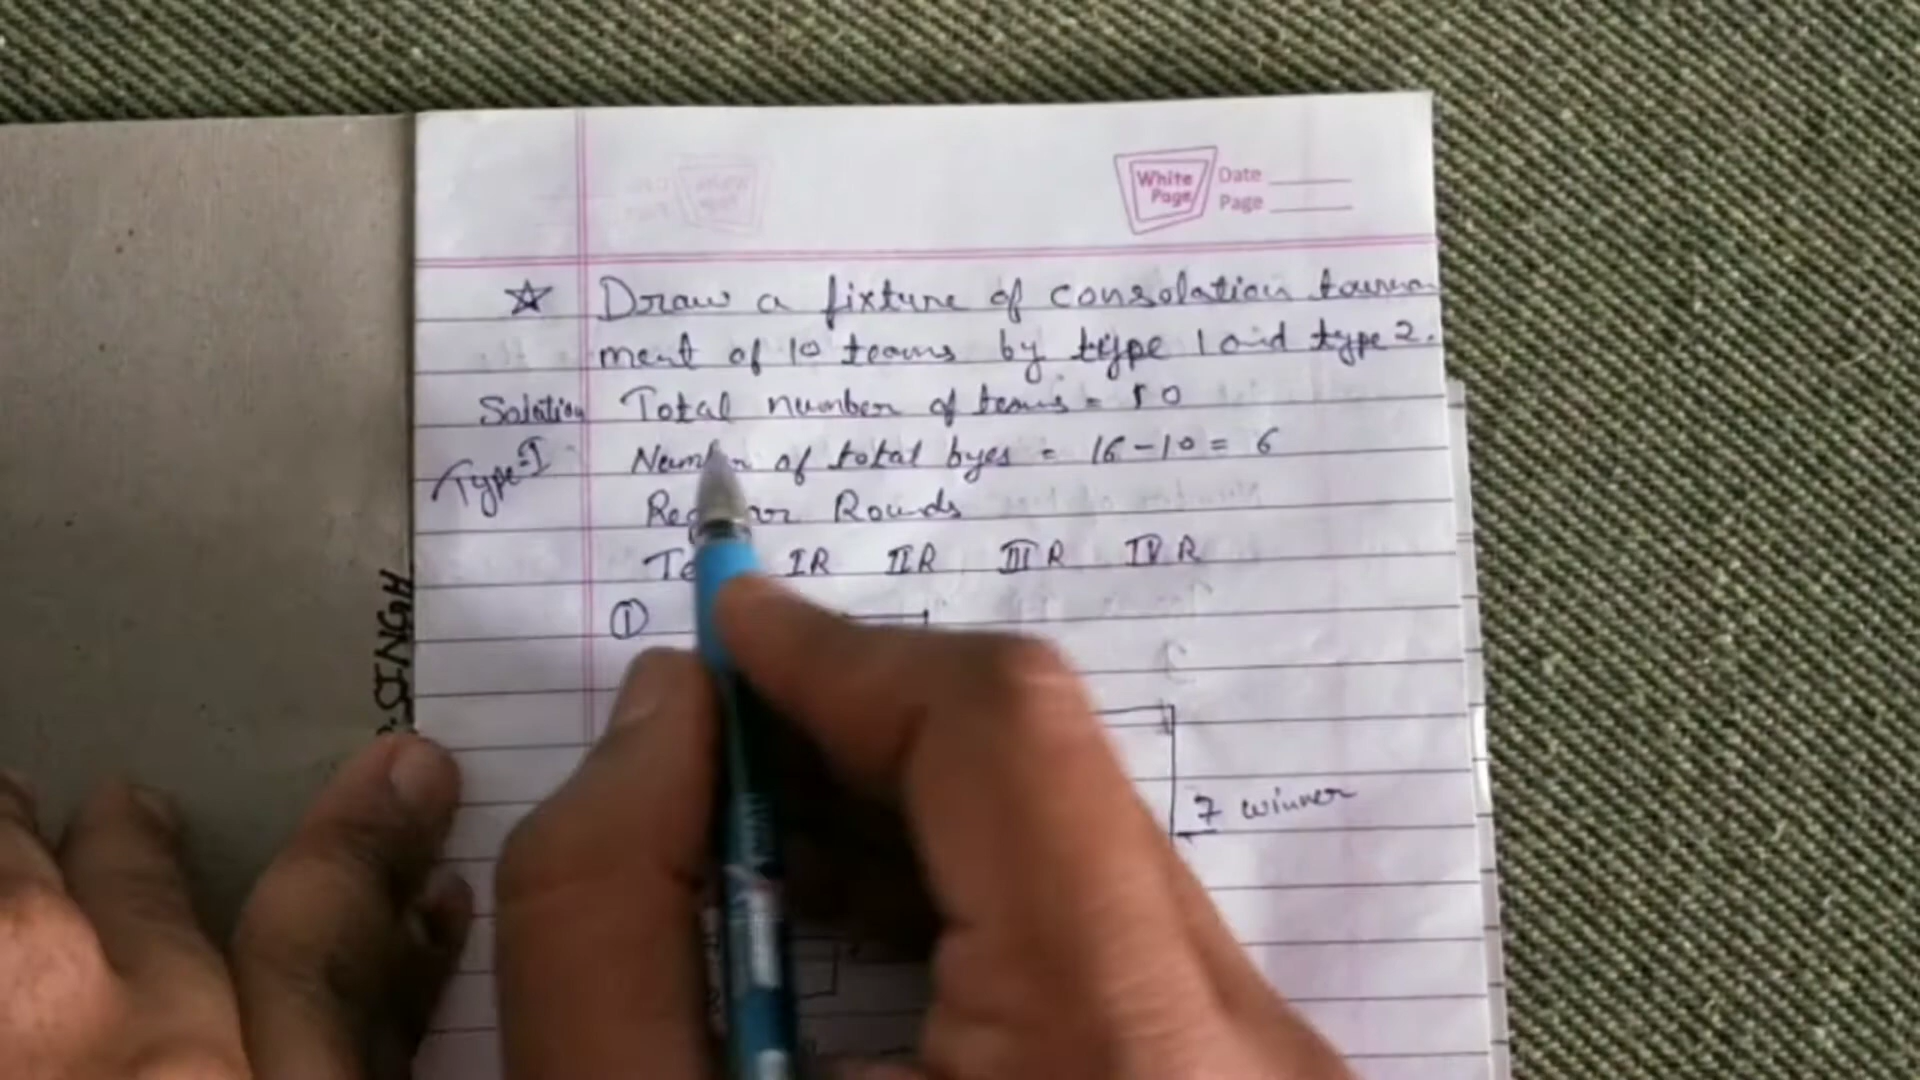 White Page Date
Page
☆ Draw a fixture of consolation tourna
ment of 10 teams by type 1 and type 2.
Solution Total number of teams = 10
Type-I Number of total byes = 16-10 = 6
Rounds
IR IIR IIIR IVR
①
7 winner
SINGH